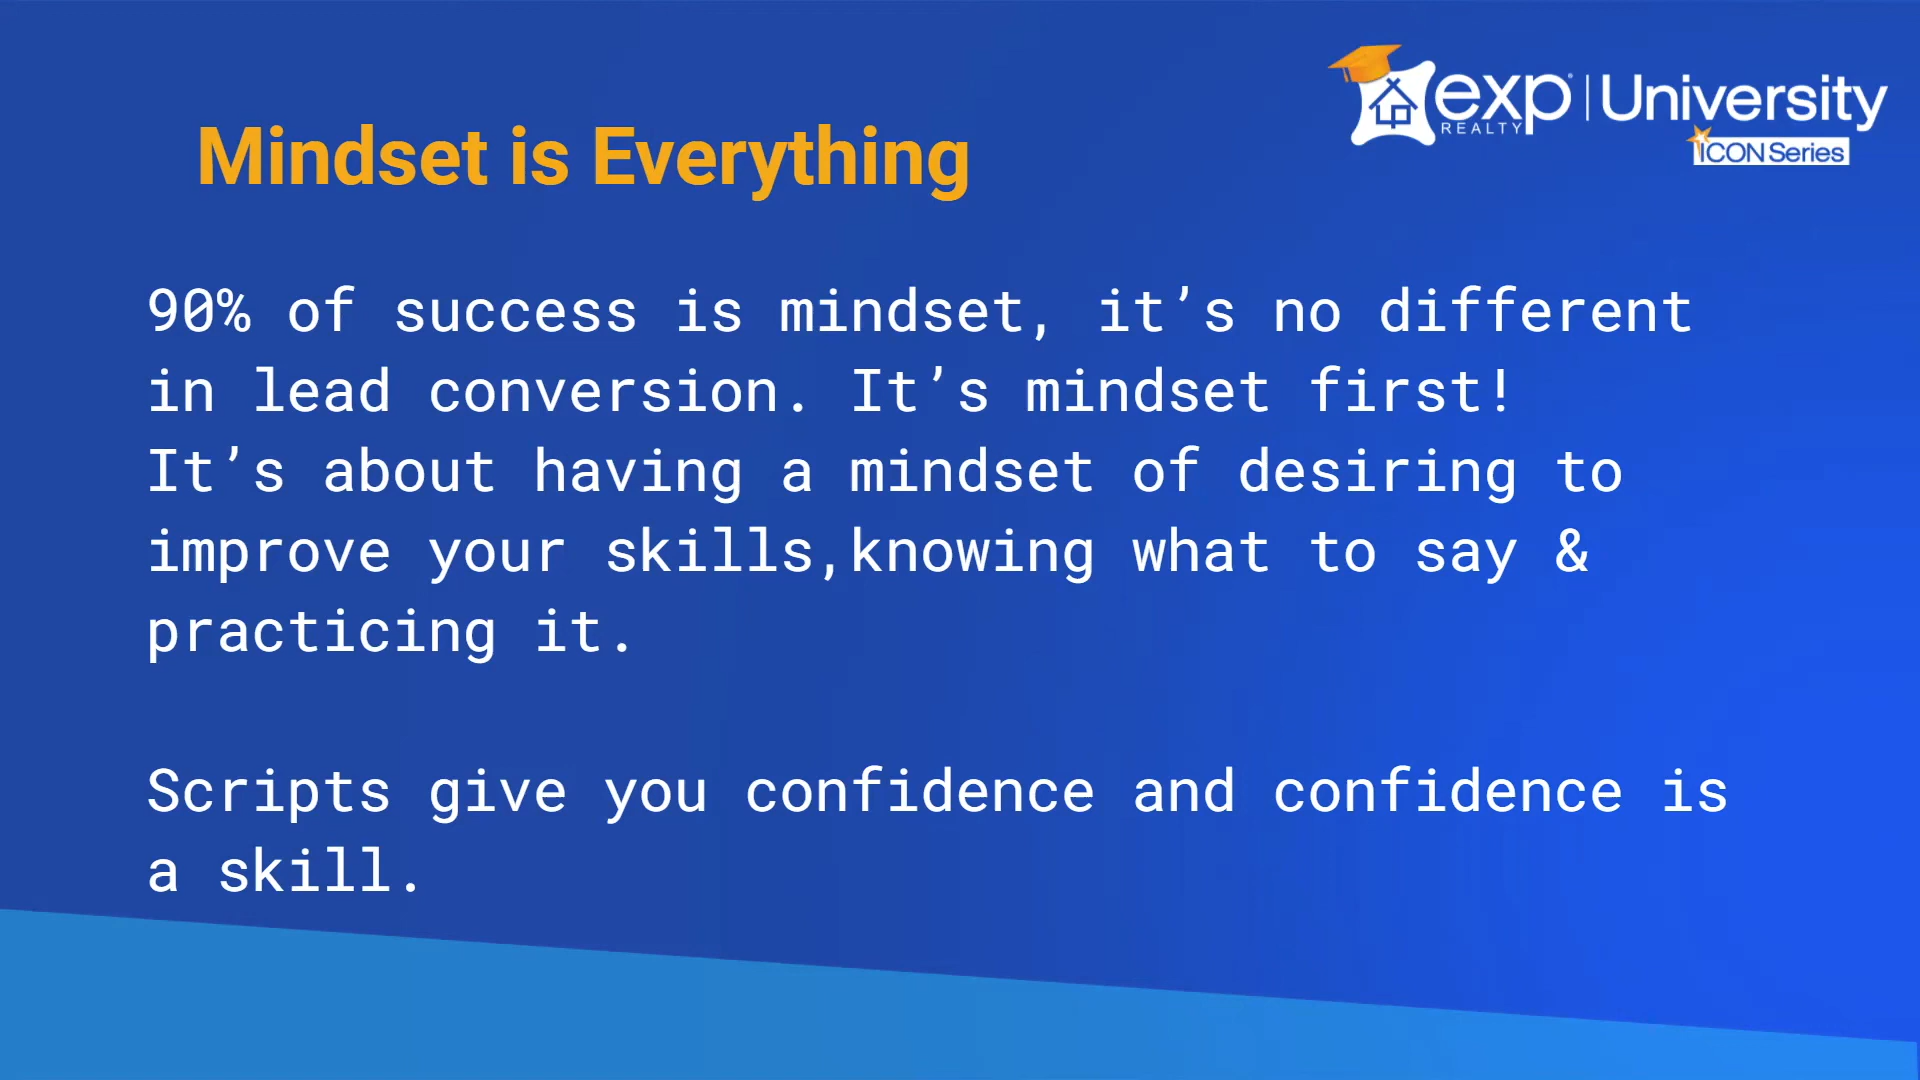 exp | University
REALTY
ICON Series
Mindset is Everything
90% of success is mindset, it’s no different
in lead conversion. It’s mindset first!
It’s about having a mindset of desiring to
improve your skills,knowing what to say &
practicing it.
Scripts give you confidence and confidence is
a skill.